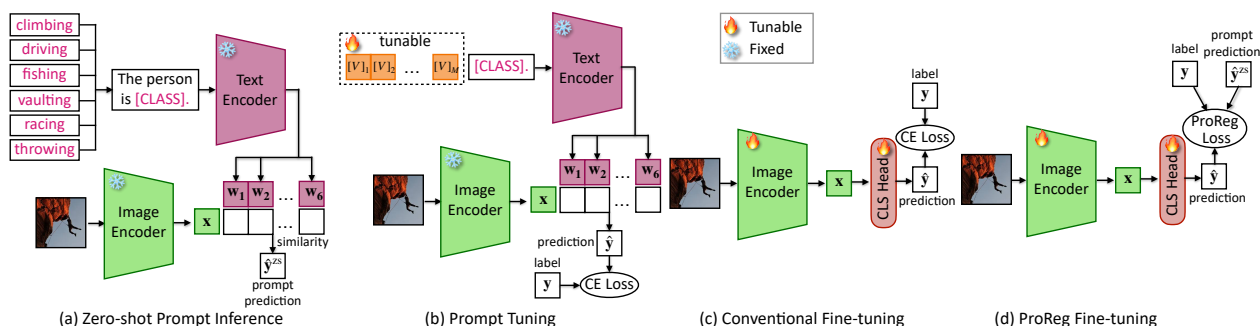 climbing
driving
fishing
vaulting
racing
throwing
The person
is [CLASS].
Text
Encoder
Image
Encoder
x
w1 w2 ... w6
...
similarity
ŷzs
prompt
prediction
(a) Zero-shot Prompt Inference
tunable
[V]1 [V]2 ... [V]M
[CLASS].
Text
Encoder
Image
Encoder
x
w1 w2 ... w6
...
prediction
ŷ
label
y
CE Loss
(b) Prompt Tuning
Tunable
Fixed
Image
Encoder
x
CLS Head
ŷ
prediction
CE Loss
label
y
(c) Conventional Fine-tuning
Image
Encoder
x
CLS Head
ŷ
prediction
ProReg
Loss
label
y
prompt
prediction
ŷzs
(d) ProReg Fine-tuning